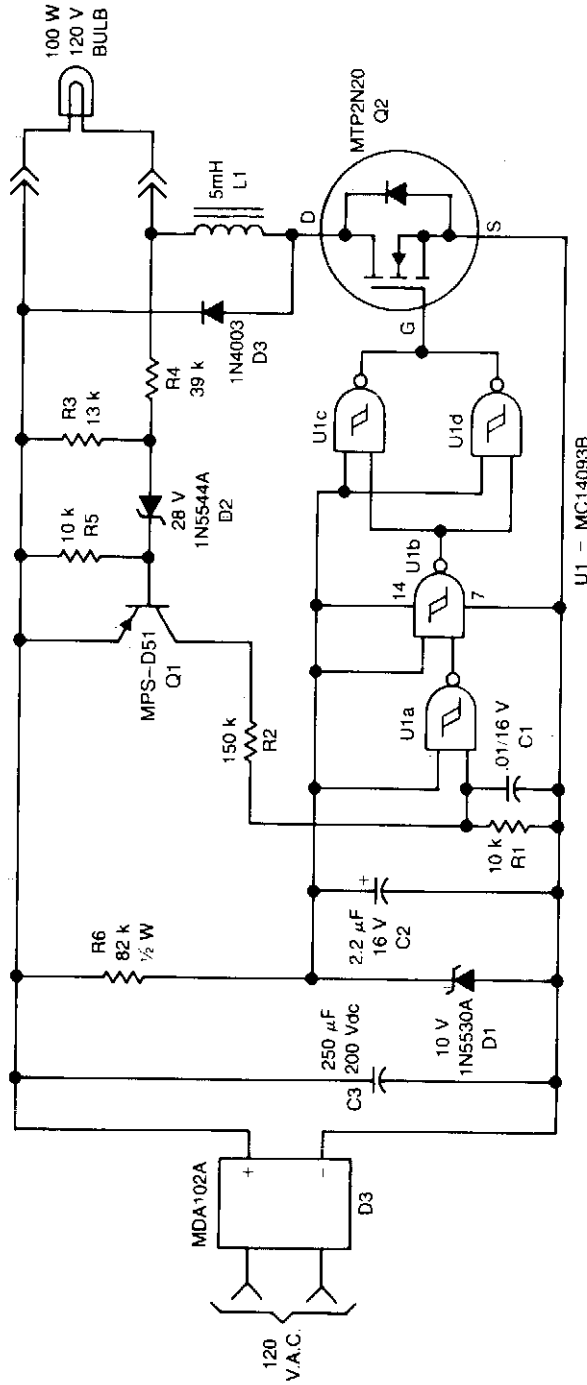 100 W
120 V
BULB
5mH
L1
MTP2N20
Q2
D
S
G
1N4003
D3
R4
39 k
R3
13 k
28 V
1N5544A
D2
10 k
R5
MPS-D51
Q1
150 k
R2
U1c
U1d
U1b
14
7
U1a
.01/16 V
C1
10 k
R1
U1 – MC14093B
R6
82 k
½ W
2.2 μF
16 V
C2
+
10 V
1N5530A
D1
250 μF
200 Vdc
C3
MDA102A
+
−
D3
120
V.A.C.